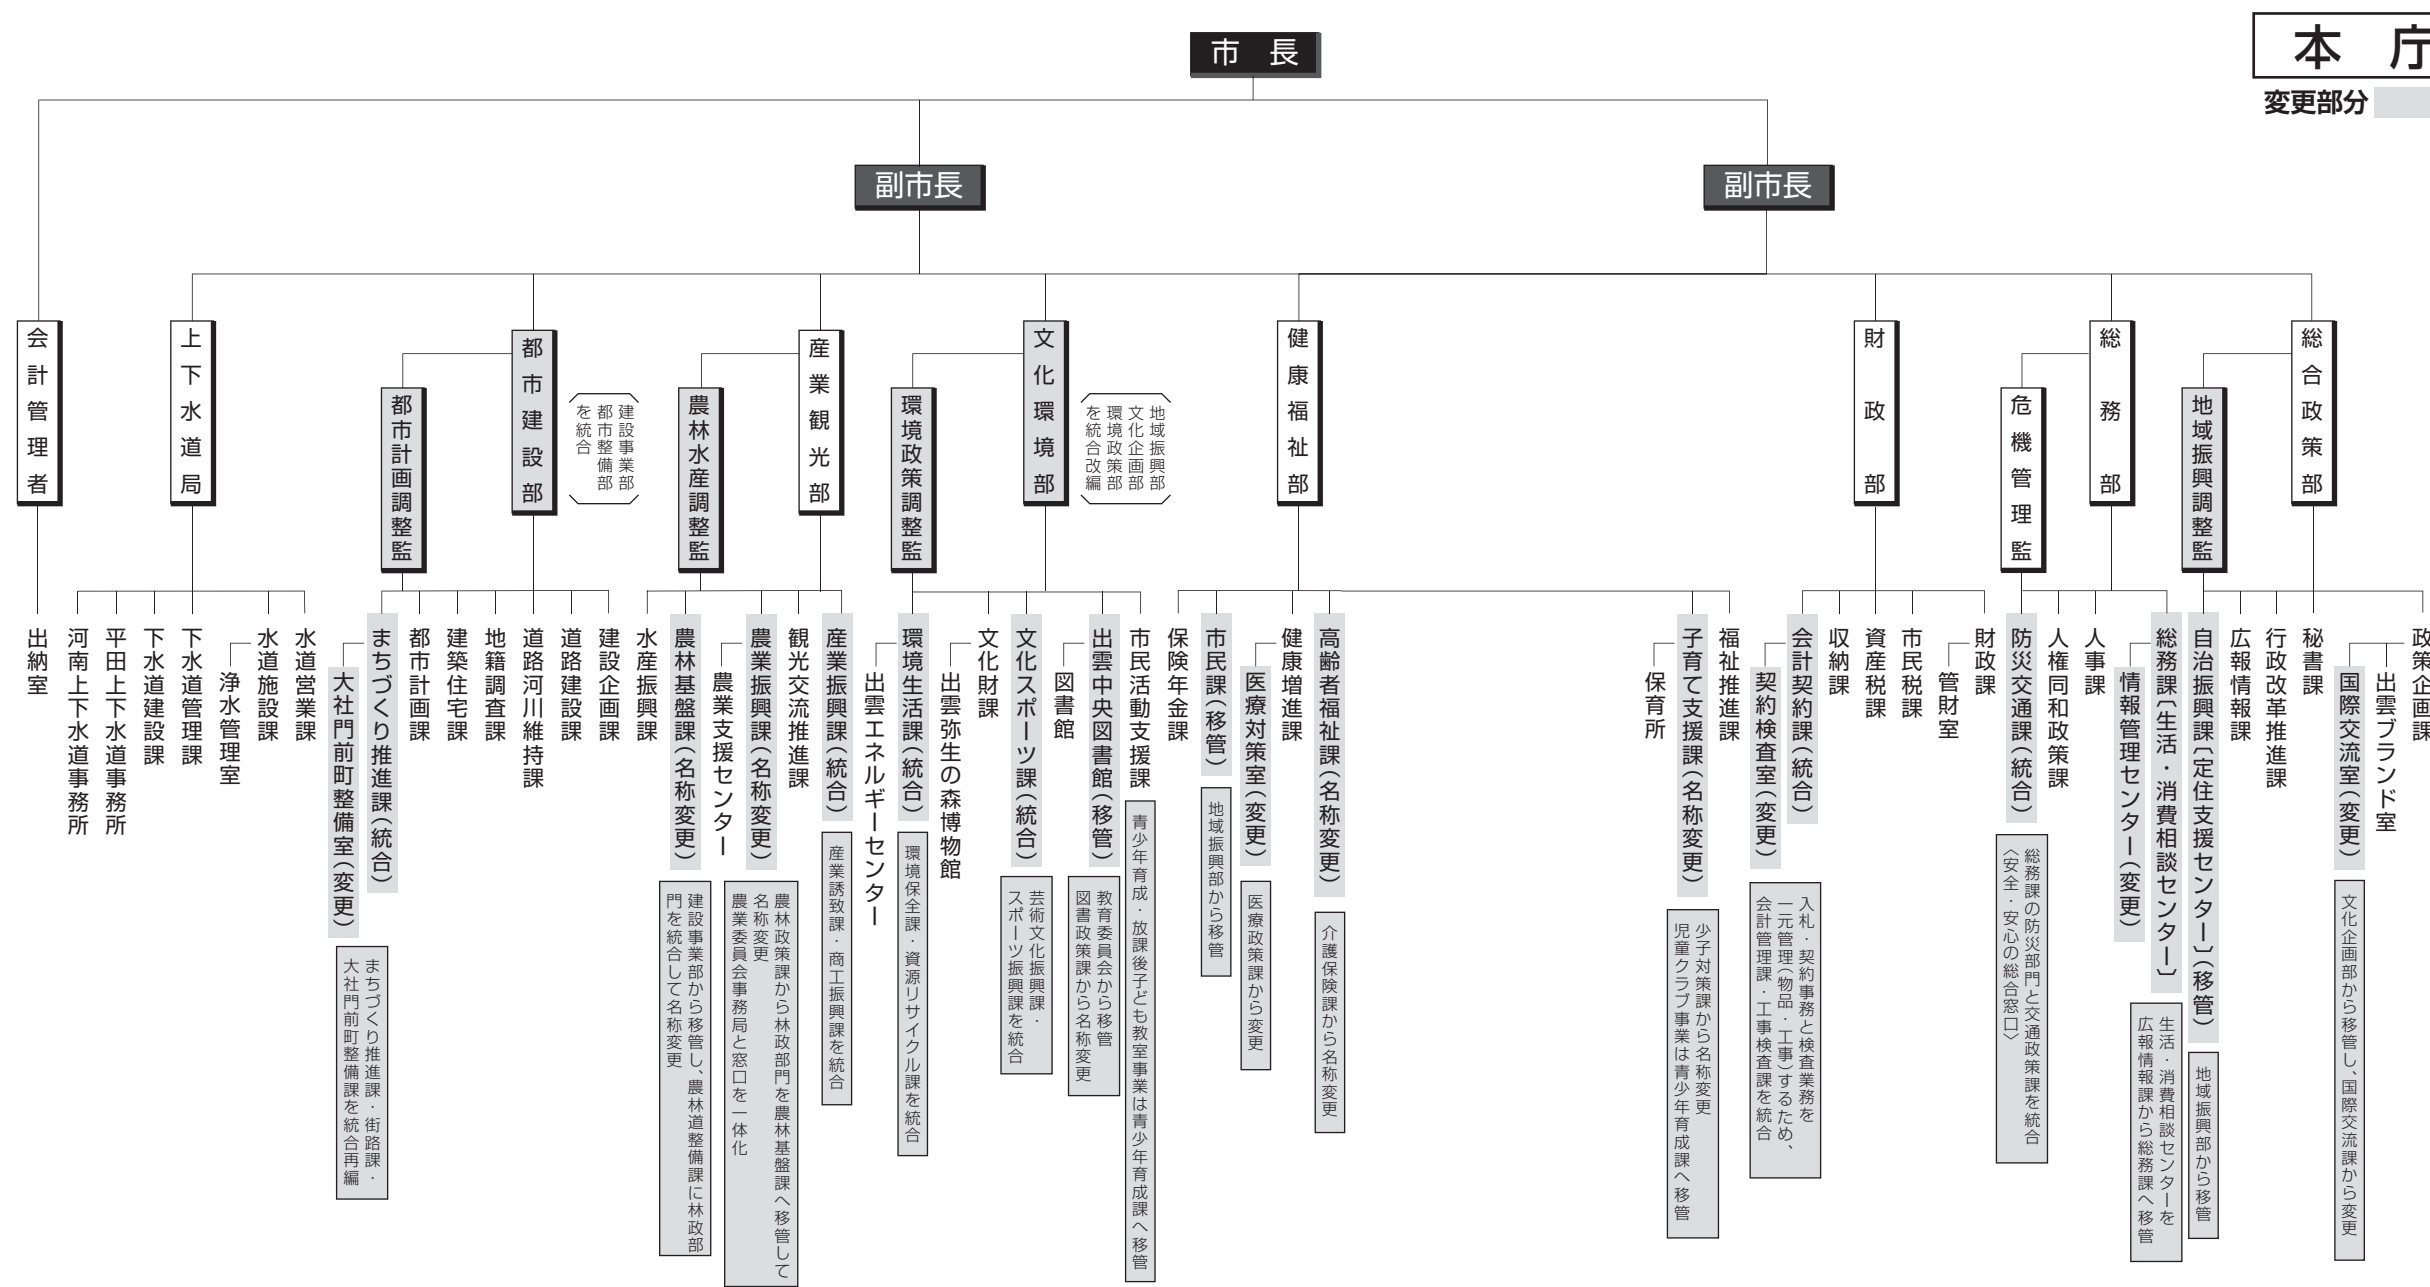 本庁
変更部分
市長
副市長
副市長
総合政策部
地域振興調整監
総務部
危機管理監
財政部
健康福祉部
文化環境部
地域振興部
文化企画部
環境政策部
を統合改編
環境政策調整監
産業観光部
農林水産調整監
都市建設部
建設事業部
都市整備部
を統合
都市計画調整監
上下水道局
会計管理者
政策企画課
出雲ブランド室
国際交流室(変更)
文化企画部から移管し、国際交流課から変更
秘書課
行政改革推進課
広報情報課
自治振興課〔定住支援センター〕(移管)
地域振興部から移管
総務課〔生活・消費相談センター〕
生活・消費相談センターを
広報情報課から総務課へ移管
情報管理センター(変更)
人事課
人権同和政策課
防災交通課(統合)
総務課の防災部門と交通政策課を統合
〈安全・安心の総合窓口〉
財政課
管財室
市民税課
資産税課
収納課
会計契約課(統合)
契約検査室(変更)
入札・契約事務と検査業務を
一元管理(物品・工事)するため、
会計管理課・工事検査課を統合
福祉推進課
子育て支援課(名称変更)
保育所
少子対策課から名称変更
児童クラブ事業は青少年育成課へ移管
高齢者福祉課(名称変更)
介護保険課から名称変更
健康増進課
医療対策室(変更)
医療政策課から変更
市民課(移管)
地域振興部から移管
保険年金課
市民活動支援課
青少年育成・放課後子ども教室事業は青少年育成課へ移管
出雲中央図書館(移管)
教育委員会から移管
図書政策課から名称変更
図書館
文化スポーツ課(統合)
芸術文化振興課・
スポーツ振興課を統合
文化財課
出雲弥生の森博物館
環境生活課(統合)
環境保全課・資源リサイクル課を統合
出雲エネルギーセンター
産業振興課(統合)
産業誘致課・商工振興課を統合
観光交流推進課
農業振興課(名称変更)
農林政策課から林政部門を農林基盤課へ移管して
名称変更
農業委員会事務局と窓口を一体化
農業支援センター
農林基盤課(名称変更)
建設事業部から移管し、農林道整備課に林政部
門を統合して名称変更
水産振興課
建設企画課
道路建設課
道路河川維持課
地籍調査課
建築住宅課
都市計画課
まちづくり推進課(統合)
大社門前町整備室(変更)
まちづくり推進課・街路課・
大社門前町整備課を統合再編
水道営業課
水道施設課
浄水管理室
下水道管理課
下水道建設課
平田上下水道事務所
河南上下水道事務所
出納室